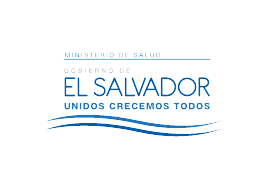 MINISTERIO DE SALUD
GOBIERNO DE
EL SALVADOR
UNIDOS CRECEMOS TODOS